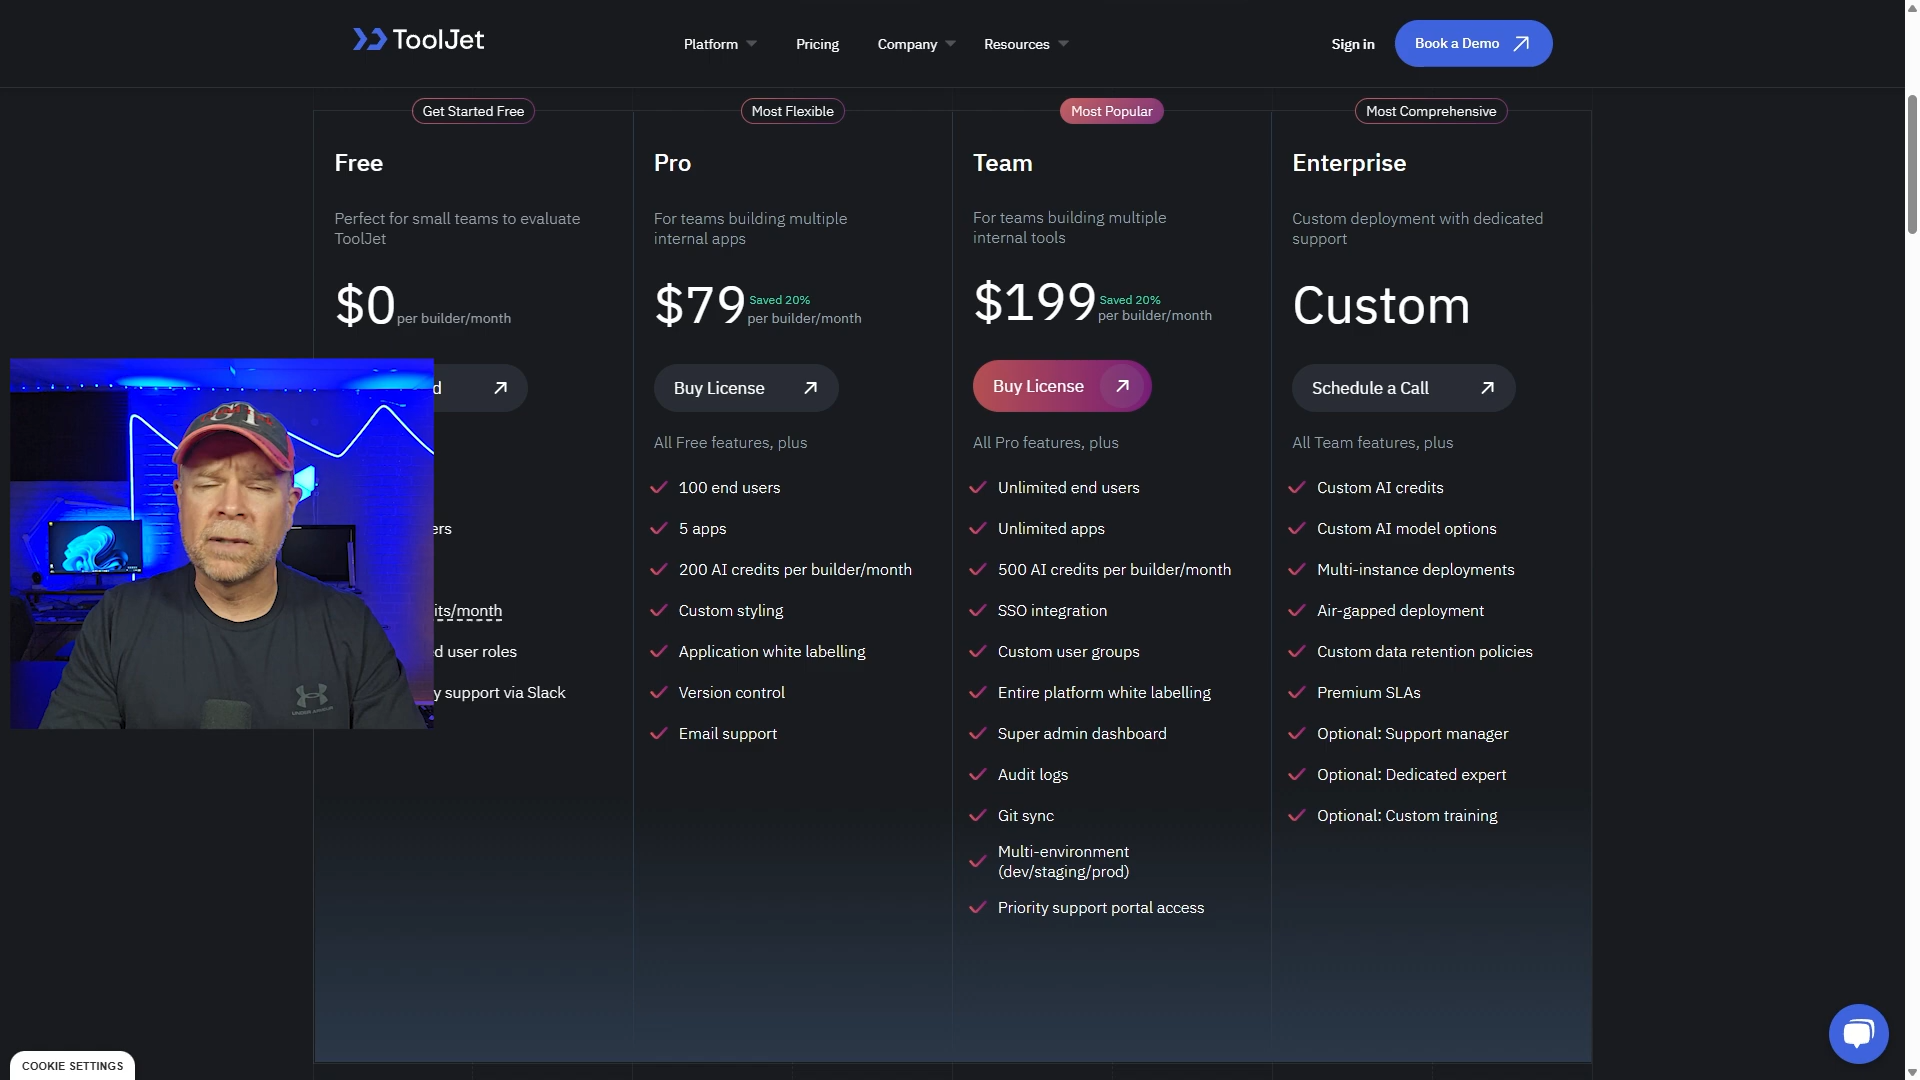 ToolJet
Platform
Pricing
Company
Resources
Sign in
Book a Demo
Get Started Free
Free
Perfect for small teams to evaluate
ToolJet
$0
per builder/month
d
ers
its/month
d user roles
y support via Slack
Most Flexible
Pro
For teams building multiple
internal apps
$79
Saved 20%
per builder/month
Buy License
All Free features, plus
100 end users
5 apps
200 AI credits per builder/month
Custom styling
Application white labelling
Version control
Email support
Most Popular
Team
For teams building multiple
internal tools
$199
Saved 20%
per builder/month
Buy License
All Pro features, plus
Unlimited end users
Unlimited apps
500 AI credits per builder/month
SSO integration
Custom user groups
Entire platform white labelling
Super admin dashboard
Audit logs
Git sync
Multi-environment
(dev/staging/prod)
Priority support portal access
Most Comprehensive
Enterprise
Custom deployment with dedicated
support
Custom
Schedule a Call
All Team features, plus
Custom AI credits
Custom AI model options
Multi-instance deployments
Air-gapped deployment
Custom data retention policies
Premium SLAs
Optional: Support manager
Optional: Dedicated expert
Optional: Custom training
UNDER ARMOUR
COOKIE SETTINGS